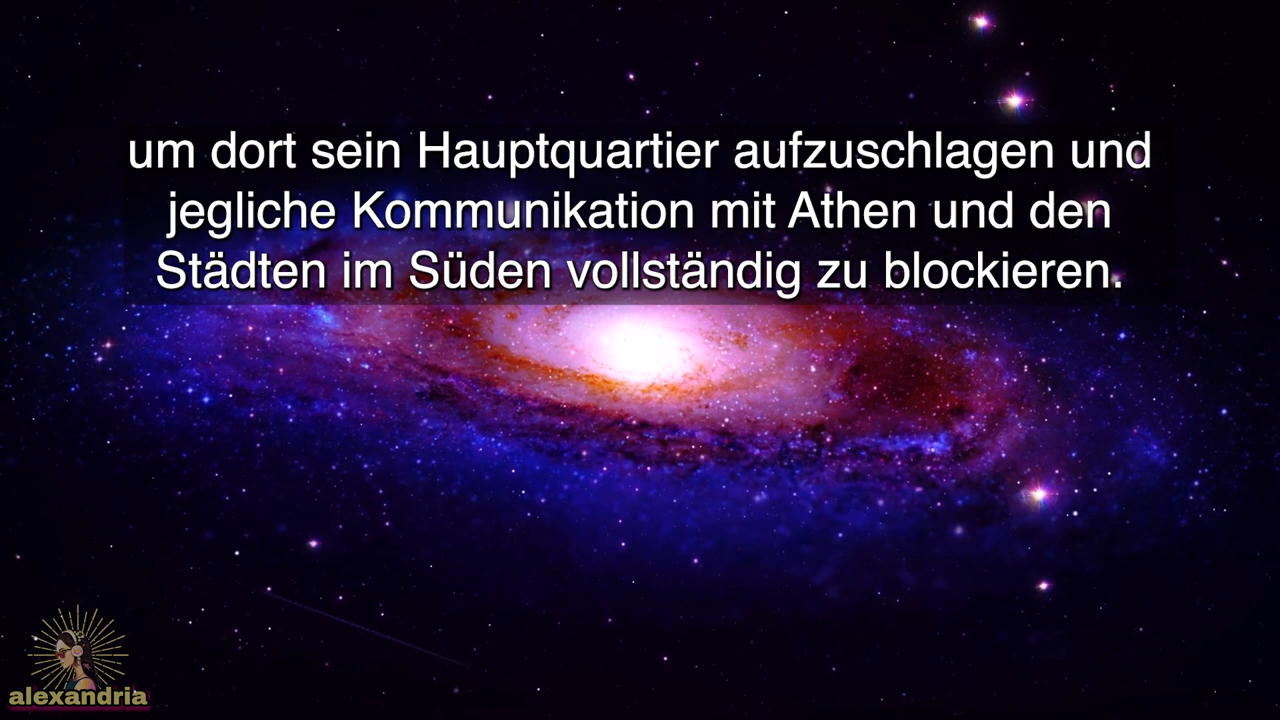 um dort sein Hauptquartier aufzuschlagen und
jegliche Kommunikation mit Athen und den
Städten im Süden vollständig zu blockieren.
alexandria